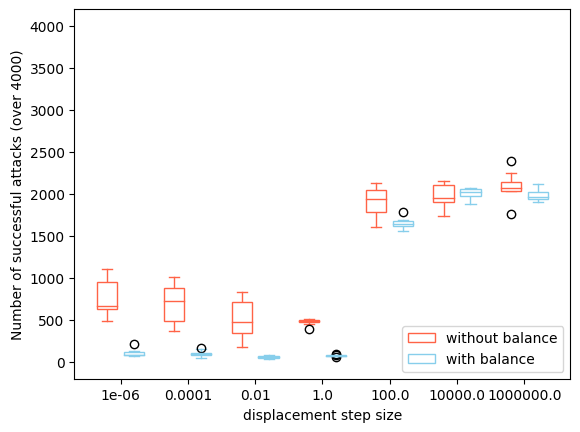 Number of successful attacks (over 4000)
4000
3500
3000
2500
2000
1500
1000
500
0
1e-06 0.0001 0.01 1.0 100.0 10000.0 1000000.0
displacement step size
without balance
with balance